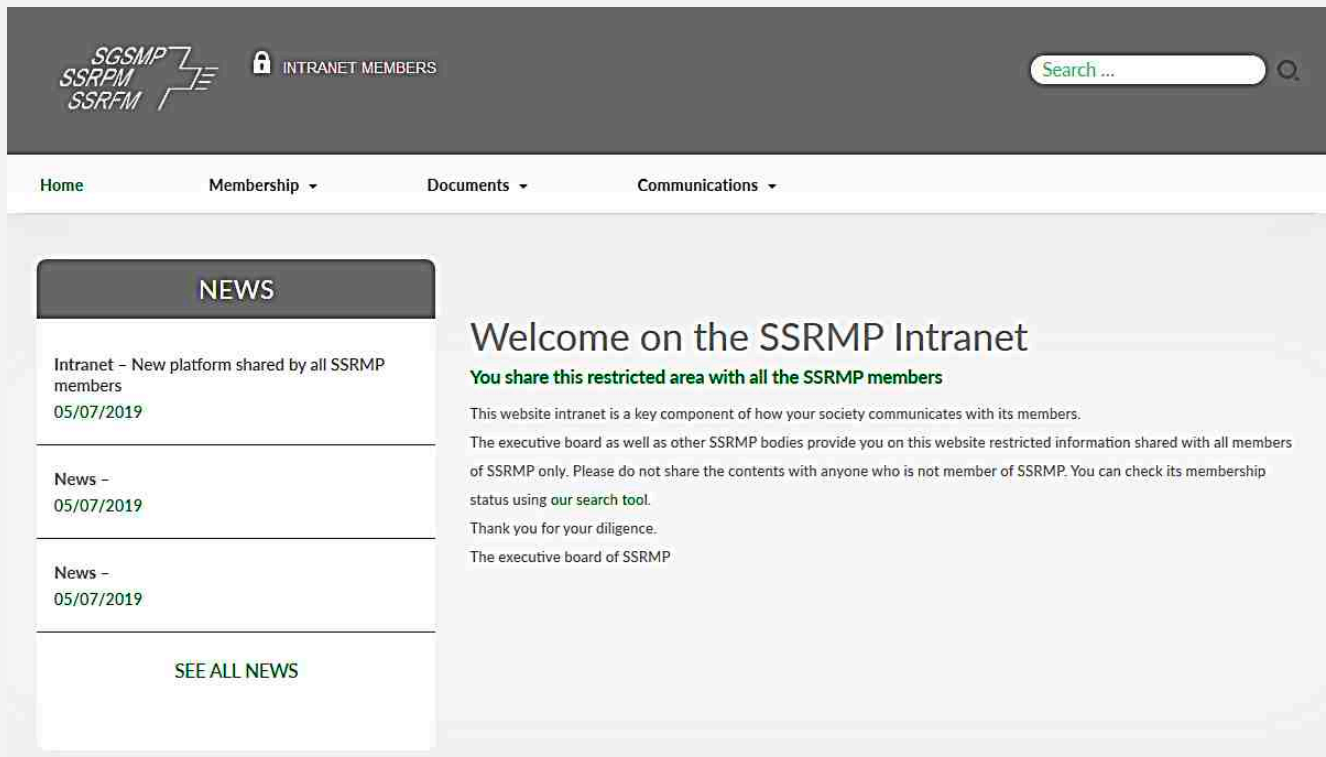 SGSMP
SSRPM
SSRFM
INTRANET MEMBERS
Search ...
Home
Membership
Documents
Communications
NEWS
Intranet – New platform shared by all SSRMP
members
05/07/2019
News –
05/07/2019
News –
05/07/2019
SEE ALL NEWS
Welcome on the SSRMP Intranet
You share this restricted area with all the SSRMP members
This website intranet is a key component of how your society communicates with its members.
The executive board as well as other SSRMP bodies provide you on this website restricted information shared with all members
of SSRMP only. Please do not share the contents with anyone who is not member of SSRMP. You can check its membership
status using our search tool.
Thank you for your diligence.
The executive board of SSRMP